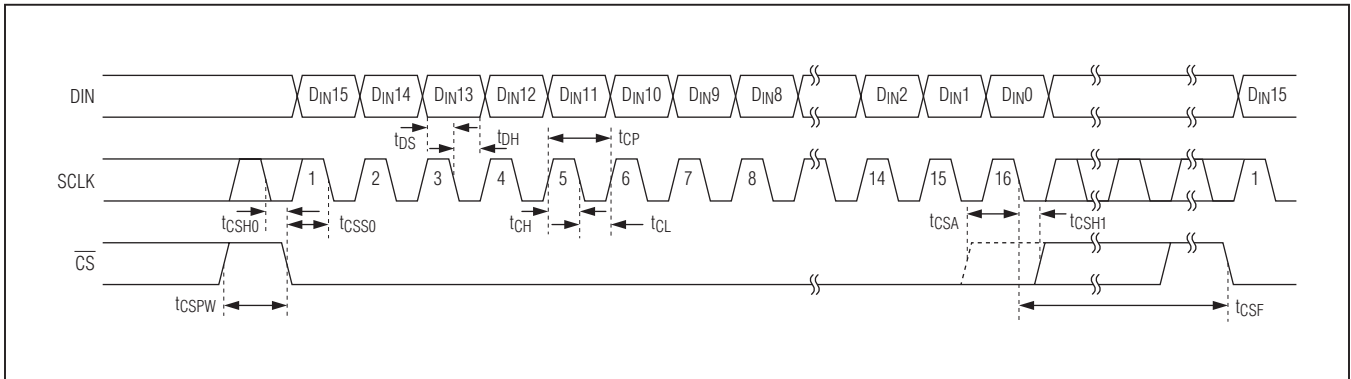 DIN DIN15 DIN14 DIN13 DIN12 DIN11 DIN10 DIN9 DIN8 DIN2 DIN1 DIN0 DIN15
tDS tDH tCP
SCLK 1 2 3 4 5 6 7 8 14 15 16 1
tCSH0 tCSS0 tCH tCL tCSA tCSH1
CS
tCSPW tCSF